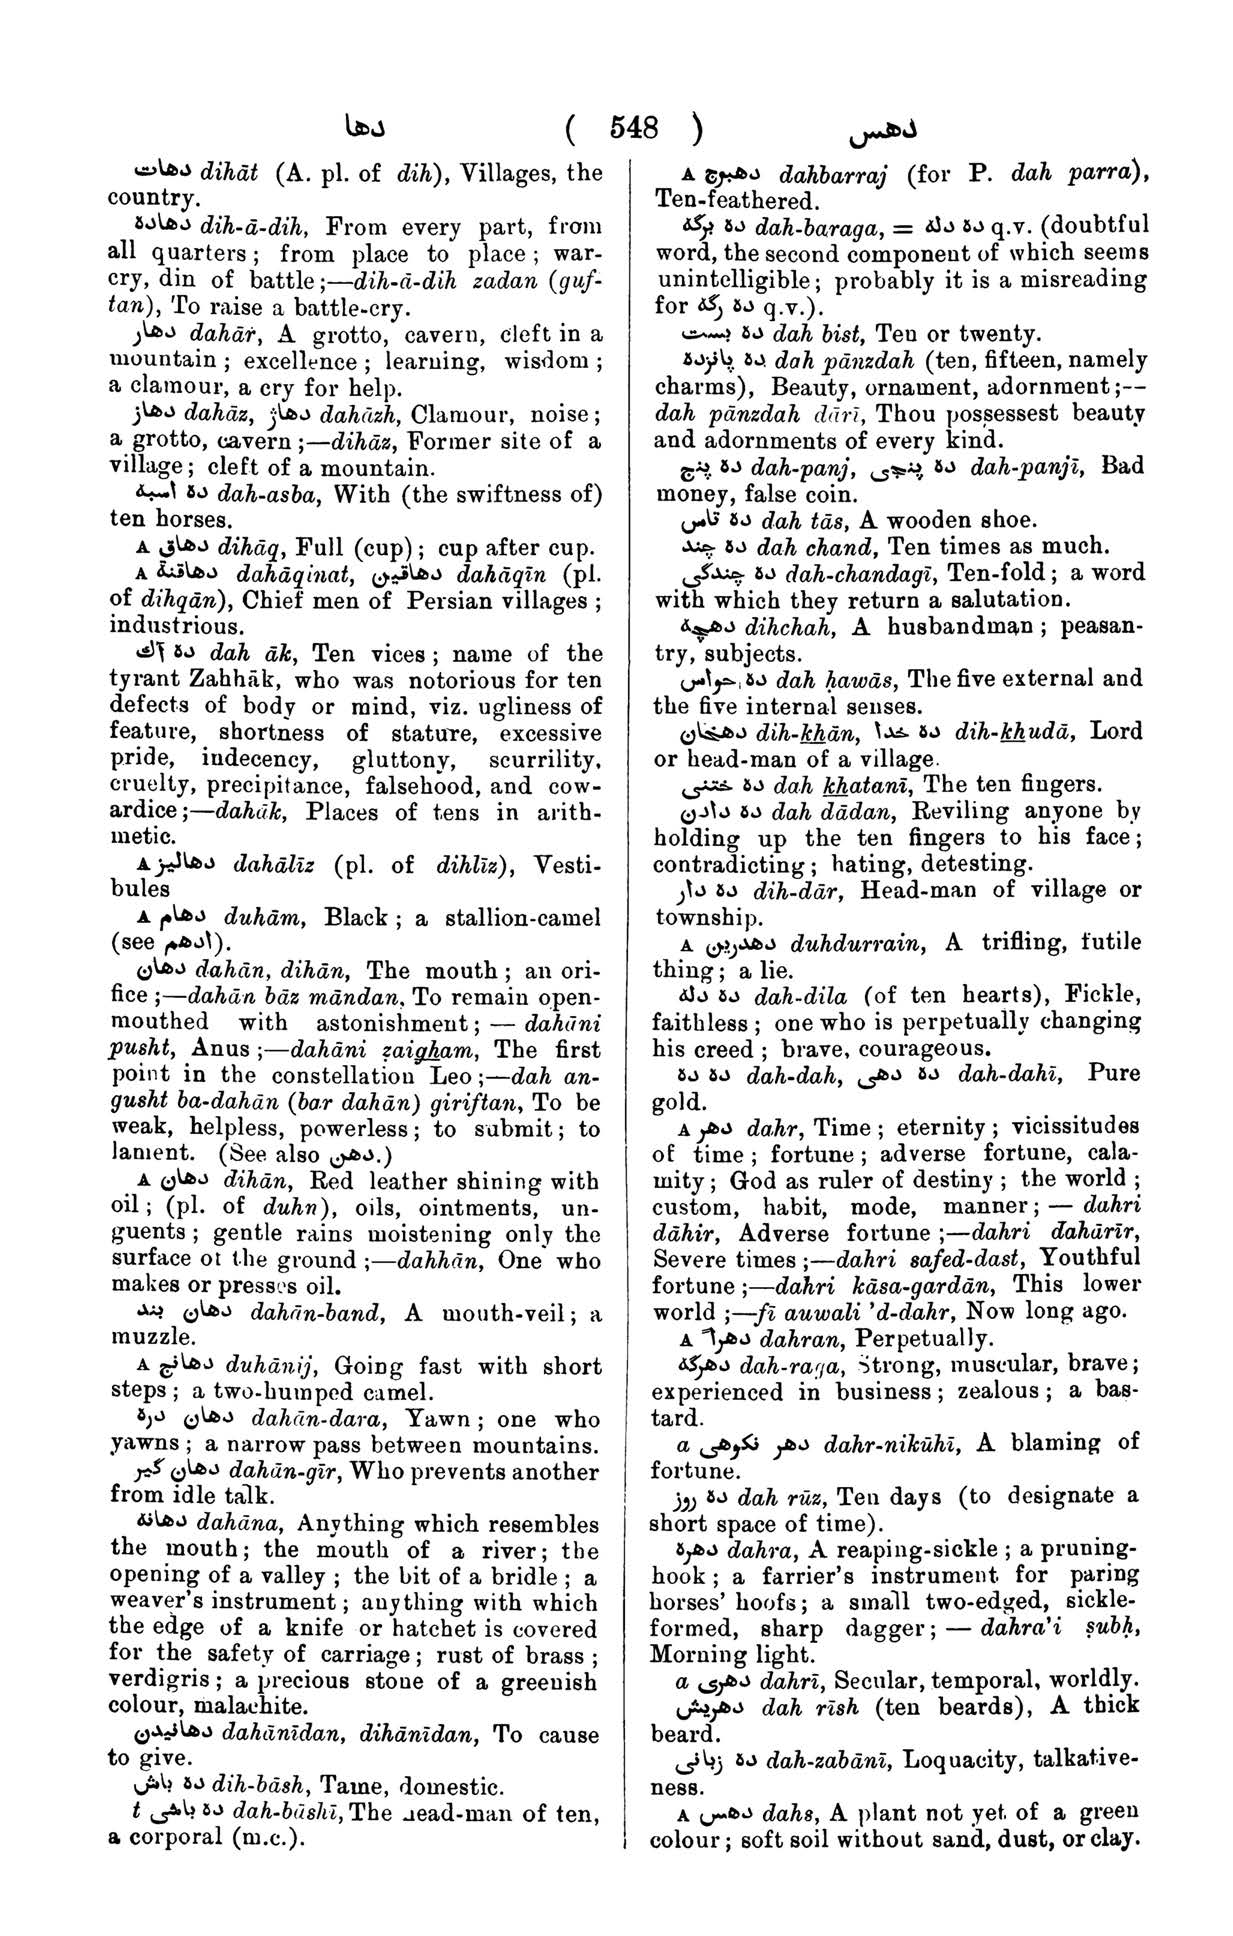 دها ( 548 ) دهس
دهات dihāt (A. pl. of dih), Villages, the
country.
دهاده dih-ā-dih, From every part, from
all quarters; from place to place; war-
cry, din of battle;—dih-ā-dih zadan (guf-
tan), To raise a battle-cry.
دهار dahār, A grotto, cavern, cleft in a
mountain; excellence; learning, wisdom;
a clamour, a cry for help.
دهاز dahāz, دهاژ dahāzh, Clamour, noise;
a grotto, cavern;—dihāz, Former site of a
village; cleft of a mountain.
ده اسبه dah-asba, With (the swiftness of)
ten horses.
A دهاق dihāq, Full (cup); cup after cup.
A دهاقنة dahāqinat, دهاقين dahāqīn (pl.
of dihqān), Chief men of Persian villages;
industrious.
ده آك dah āk, Ten vices; name of the
tyrant Zahhāk, who was notorious for ten
defects of body or mind, viz. ugliness of
feature, shortness of stature, excessive
pride, indecency, gluttony, scurrility,
cruelty, precipitance, falsehood, and cow-
ardice;—dahāk, Places of tens in arith-
metic.
A دهاليز dahālīz (pl. of dihlīz), Vesti-
bules
A دهام duhām, Black; a stallion-camel
(see ادهم).
دهان dahān, dihān, The mouth; an ori-
fice;—dahān bāz māndan, To remain open-
mouthed with astonishment; — dahāni
pusht, Anus;—dahāni ẓaigham, The first
point in the constellation Leo;—dah an-
gusht ba-dahān (bar dahān) giriftan, To be
weak, helpless, powerless; to submit; to
lament. (See also دهن.)
A دهان dihān, Red leather shining with
oil; (pl. of duhn), oils, ointments, un-
guents; gentle rains moistening only the
surface of the ground;—dahhān, One who
makes or presses oil.
دهان بند dahān-band, A mouth-veil; a
muzzle.
A دهانج duhānij, Going fast with short
steps; a two-humped camel.
دهان دره dahān-dara, Yawn; one who
yawns; a narrow pass between mountains.
دهان گير dahān-gīr, Who prevents another
from idle talk.
دهانه dahāna, Anything which resembles
the mouth; the mouth of a river; the
opening of a valley; the bit of a bridle; a
weaver's instrument; anything with which
the edge of a knife or hatchet is covered
for the safety of carriage; rust of brass;
verdigris; a precious stone of a greenish
colour, malachite.
دهانيدن dahānīdan, dihānīdan, To cause
to give.
ده باش dih-bāsh, Tame, domestic.
t ده باشى dah-bāshī, The head-man of ten,
a corporal (m.c.).
A دهبرج dahbarraj (for P. dah parra),
Ten-feathered.
ده برگه dah-baraga, = ده دله q.v. (doubtful
word, the second component of which seems
unintelligible; probably it is a misreading
for ده رگه q.v.).
ده بست dah bist, Ten or twenty.
ده پانزده dah pānzdah (ten, fifteen, namely
charms), Beauty, ornament, adornment;—
dah pānzdah dārī, Thou possessest beauty
and adornments of every kind.
ده پنج dah-panj, ده پنجى dah-panjī, Bad
money, false coin.
ده تاس dah tās, A wooden shoe.
ده چند dah chand, Ten times as much.
ده چندگى dah-chandagī, Ten-fold; a word
with which they return a salutation.
دهچه dihchah, A husbandman; peasan-
try, subjects.
ده حواس dah ḥawās, The five external and
the five internal senses.
دهخان dih-khān, ده خدا dih-khudā, Lord
or head-man of a village.
ده ختنى dah khatanī, The ten fingers.
ده دادن dah dādan, Reviling anyone by
holding up the ten fingers to his face;
contradicting; hating, detesting.
ده دار dih-dār, Head-man of village or
township.
A دهدرين duhdurrain, A trifling, futile
thing; a lie.
ده دله dah-dila (of ten hearts), Fickle,
faithless; one who is perpetually changing
his creed; brave, courageous.
ده ده dah-dah, ده دهى dah-dahī, Pure
gold.
A دهر dahr, Time; eternity; vicissitudes
of time; fortune; adverse fortune, cala-
mity; God as ruler of destiny; the world;
custom, habit, mode, manner; — dahri
dāhir, Adverse fortune;—dahri dahārīr,
Severe times;—dahri safed-dast, Youthful
fortune;—dahri kāsa-gardān, This lower
world;—fī auwali 'd-dahr, Now long ago.
A دهرا dahran, Perpetually.
دهرگه dah-raga, Strong, muscular, brave;
experienced in business; zealous; a bas-
tard.
a دهر نكوهى dahr-nikūhī, A blaming of
fortune.
ده روز dah rūz, Ten days (to designate a
short space of time).
دهره dahra, A reaping-sickle; a pruning-
hook; a farrier's instrument for paring
horses' hoofs; a small two-edged, sickle-
formed, sharp dagger; — dahra'i ṣubḥ,
Morning light.
a دهرى dahrī, Secular, temporal, worldly.
دهريش dah rīsh (ten beards), A thick
beard.
ده زبانى dah-zabānī, Loquacity, talkative-
ness.
A دهس dahs, A plant not yet of a green
colour; soft soil without sand, dust, or clay.